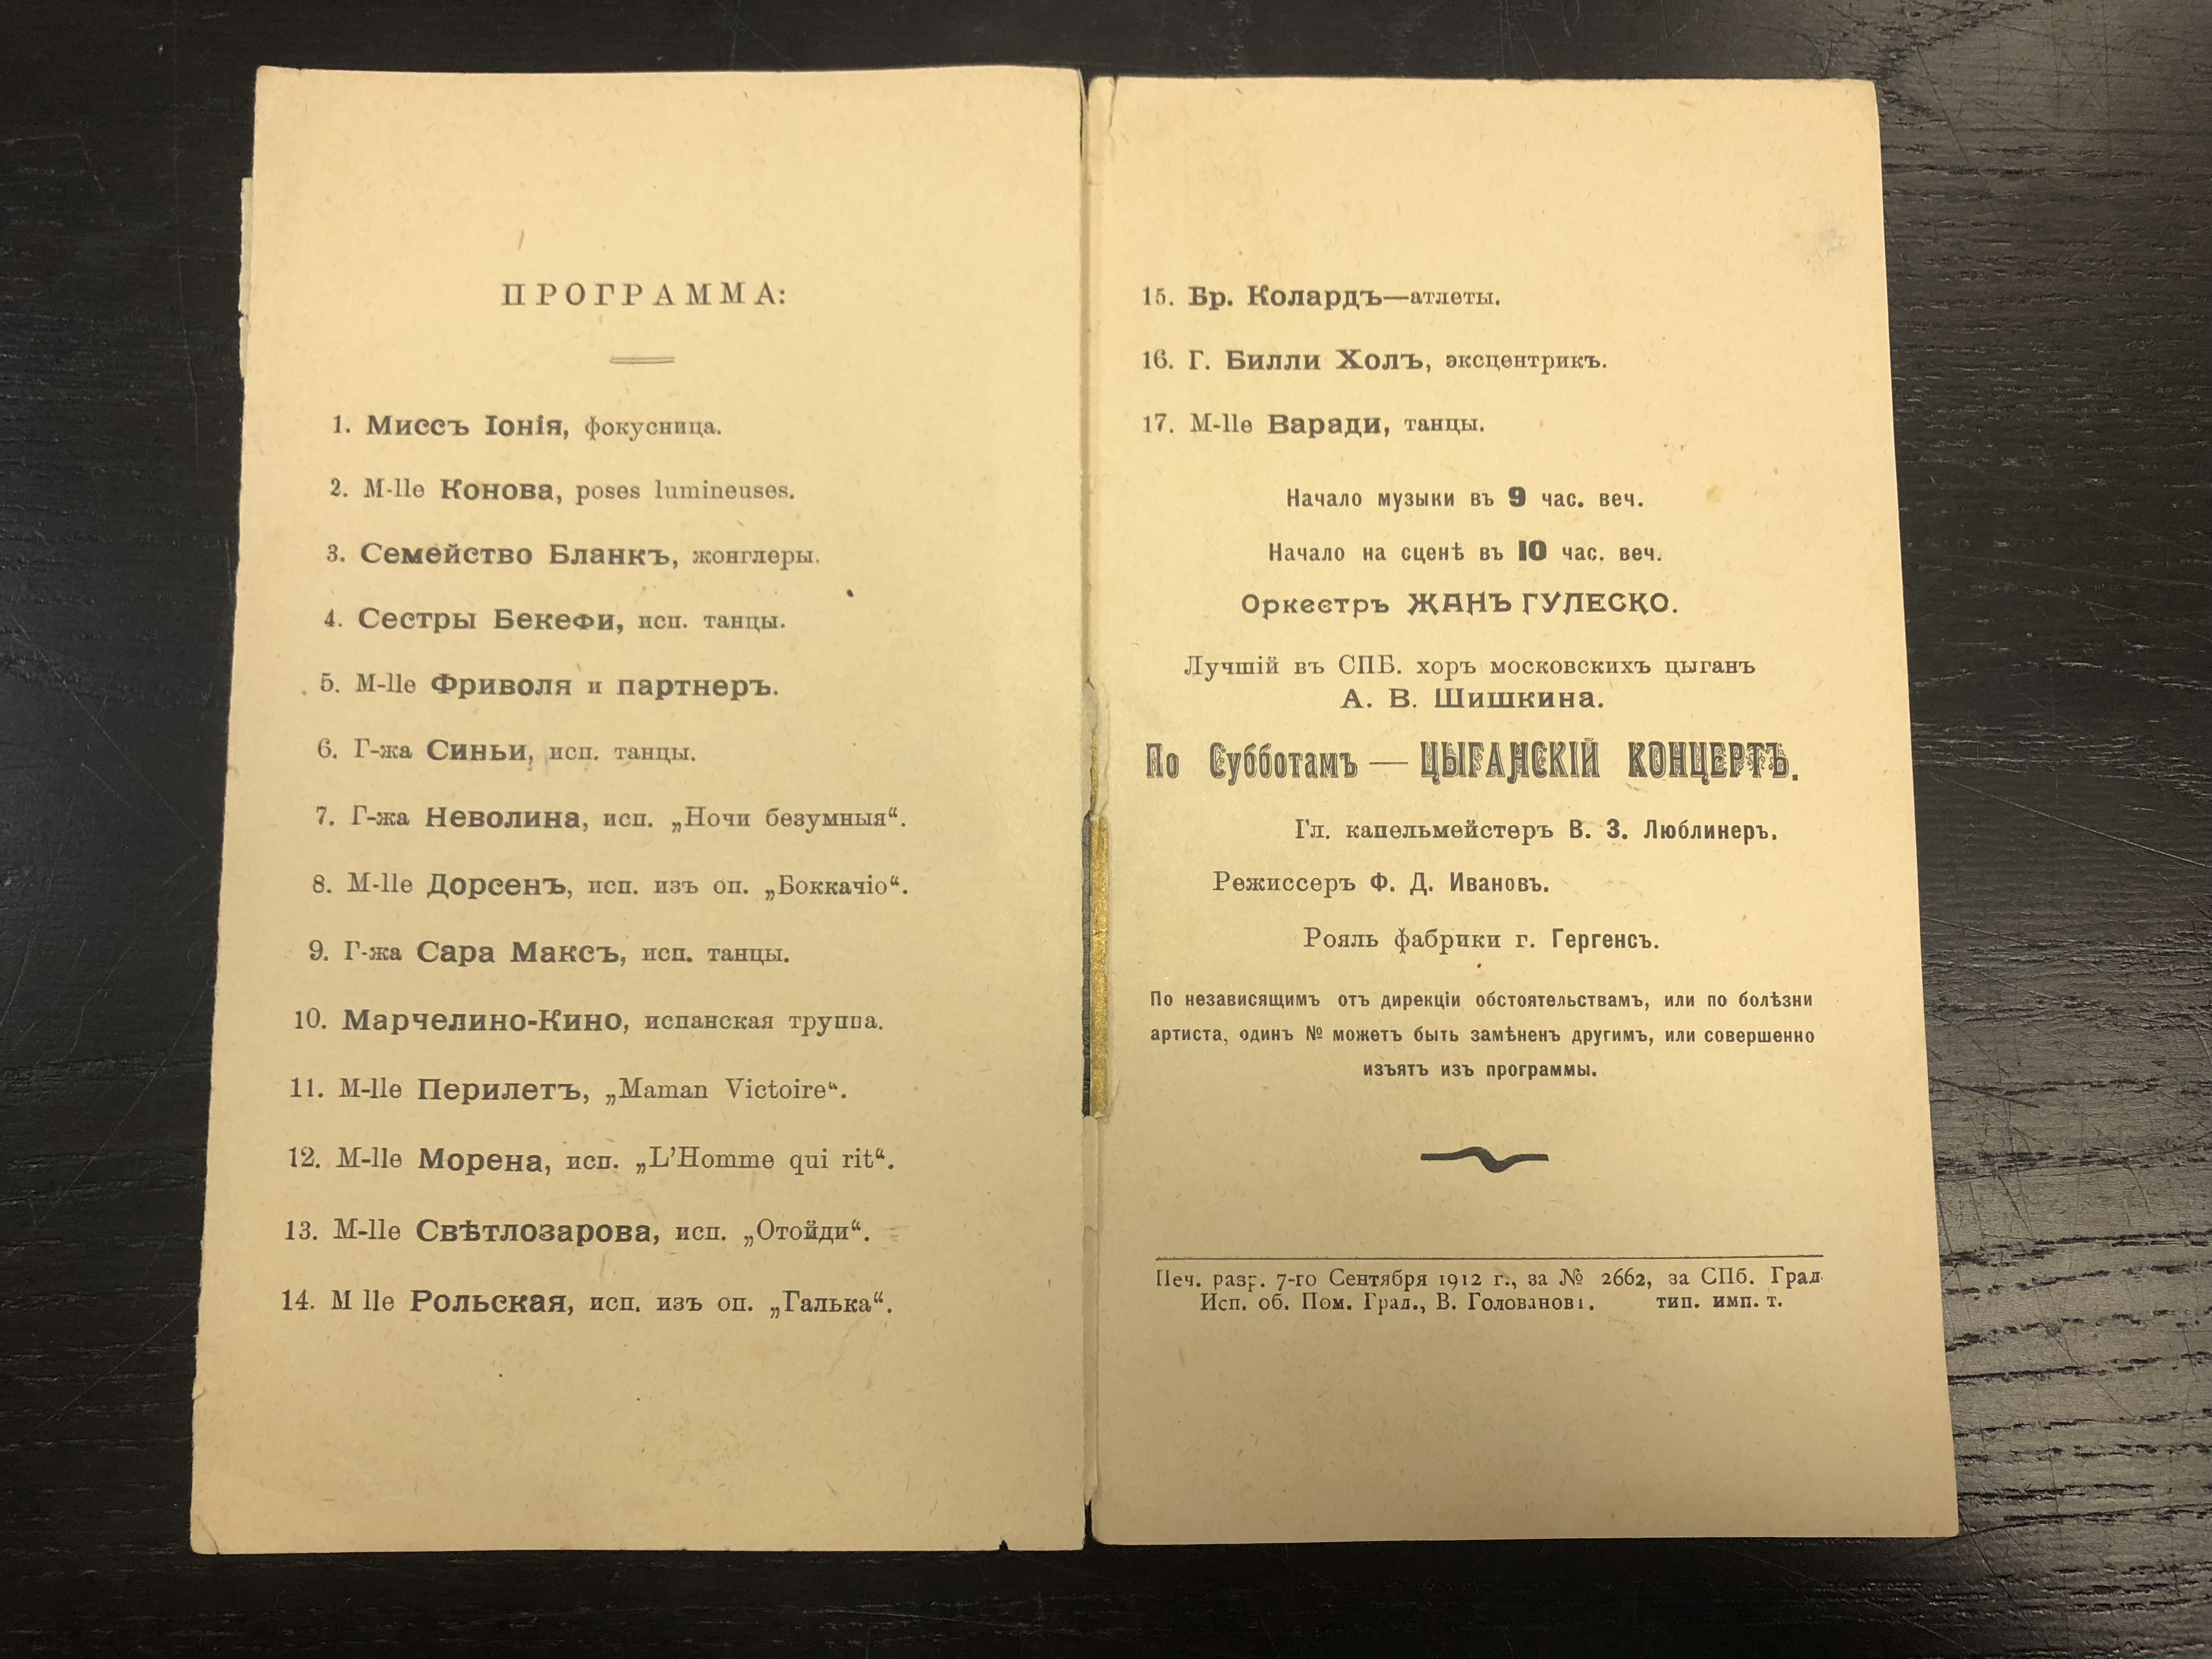 ПРОГРАММА:
1. Миссъ Іонія, фокусница.
2. M-lle Конова, poses lumineuses.
3. Семейство Бланкъ, жонглеры.
4. Сестры Бекефи, исп. танцы.
5. M-lle Фриволя и партнеръ.
6. Г-жа Синьи, исп. танцы.
7. Г-жа Неволина, исп. „Ночи безумныя“.
8. M-lle Дорсенъ, исп. изъ оп. „Боккачіо“.
9. Г-жа Сара Максъ, исп. танцы.
10. Марчелино-Кино, испанская труппа.
11. M-lle Перилетъ, „Maman Victoire“.
12. M-lle Морена, исп. „L'Homme qui rit“.
13. M-lle Свѣтлозарова, исп. „Отойди“.
14. M lle Рольская, исп. изъ оп. „Галька“.
15. Бр. Колардъ—атлеты.
16. Г. Билли Холъ, эксцентрикъ.
17. M-lle Варади, танцы.
Начало музыки въ 9 час. веч.
Начало на сценѣ въ 10 час. веч.
Оркестръ ЖАНЪ ГУЛЕСКО.
Лучшій въ СПБ. хоръ московскихъ цыганъ
А. В. Шишкина.
По Субботамъ — ЦЫГАНСКІЙ КОНЦЕРТЪ.
Гл. капельмейстеръ В. З. Люблинеръ.
Режиссеръ Ф. Д. Ивановъ.
Рояль фабрики г. Гергенсъ.
По независящимъ отъ дирекціи обстоятельствамъ, или по болѣзни
артиста, одинъ № можетъ быть замѣненъ другимъ, или совершенно
изъятъ изъ программы.
Печ. разр. 7-го Сентября 1912 г., за № 2662, за СПб. Град.
Исп. об. Пом. Град., В. Головановъ. тип. имп. т.